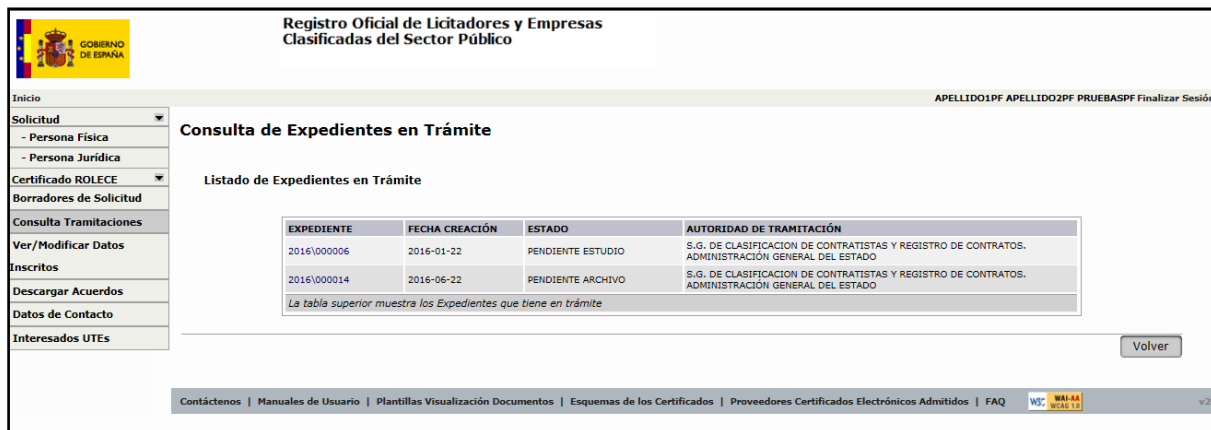 GOBIERNO
DE ESPAÑA
Registro Oficial de Licitadores y Empresas
Clasificadas del Sector Público
Inicio
APELLIDO1PF APELLIDO2PF PRUEBASPF Finalizar Sesión
Solicitud
- Persona Física
- Persona Jurídica
Certificado ROLECE
Borradores de Solicitud
Consulta Tramitaciones
Ver/Modificar Datos
Inscritos
Descargar Acuerdos
Datos de Contacto
Interesados UTEs
Consulta de Expedientes en Trámite
Listado de Expedientes en Trámite
EXPEDIENTE FECHA CREACIÓN ESTADO AUTORIDAD DE TRAMITACIÓN
2016\000006 2016-01-22 PENDIENTE ESTUDIO S.G. DE CLASIFICACION DE CONTRATISTAS Y REGISTRO DE CONTRATOS.
ADMINISTRACIÓN GENERAL DEL ESTADO
2016\000014 2016-06-22 PENDIENTE ARCHIVO S.G. DE CLASIFICACION DE CONTRATISTAS Y REGISTRO DE CONTRATOS.
ADMINISTRACIÓN GENERAL DEL ESTADO
La tabla superior muestra los Expedientes que tiene en trámite
Volver
Contáctenos | Manuales de Usuario | Plantillas Visualización Documentos | Esquemas de los Certificados | Proveedores Certificados Electrónicos Admitidos | FAQ W3C WAI-AA WCAG 1.0